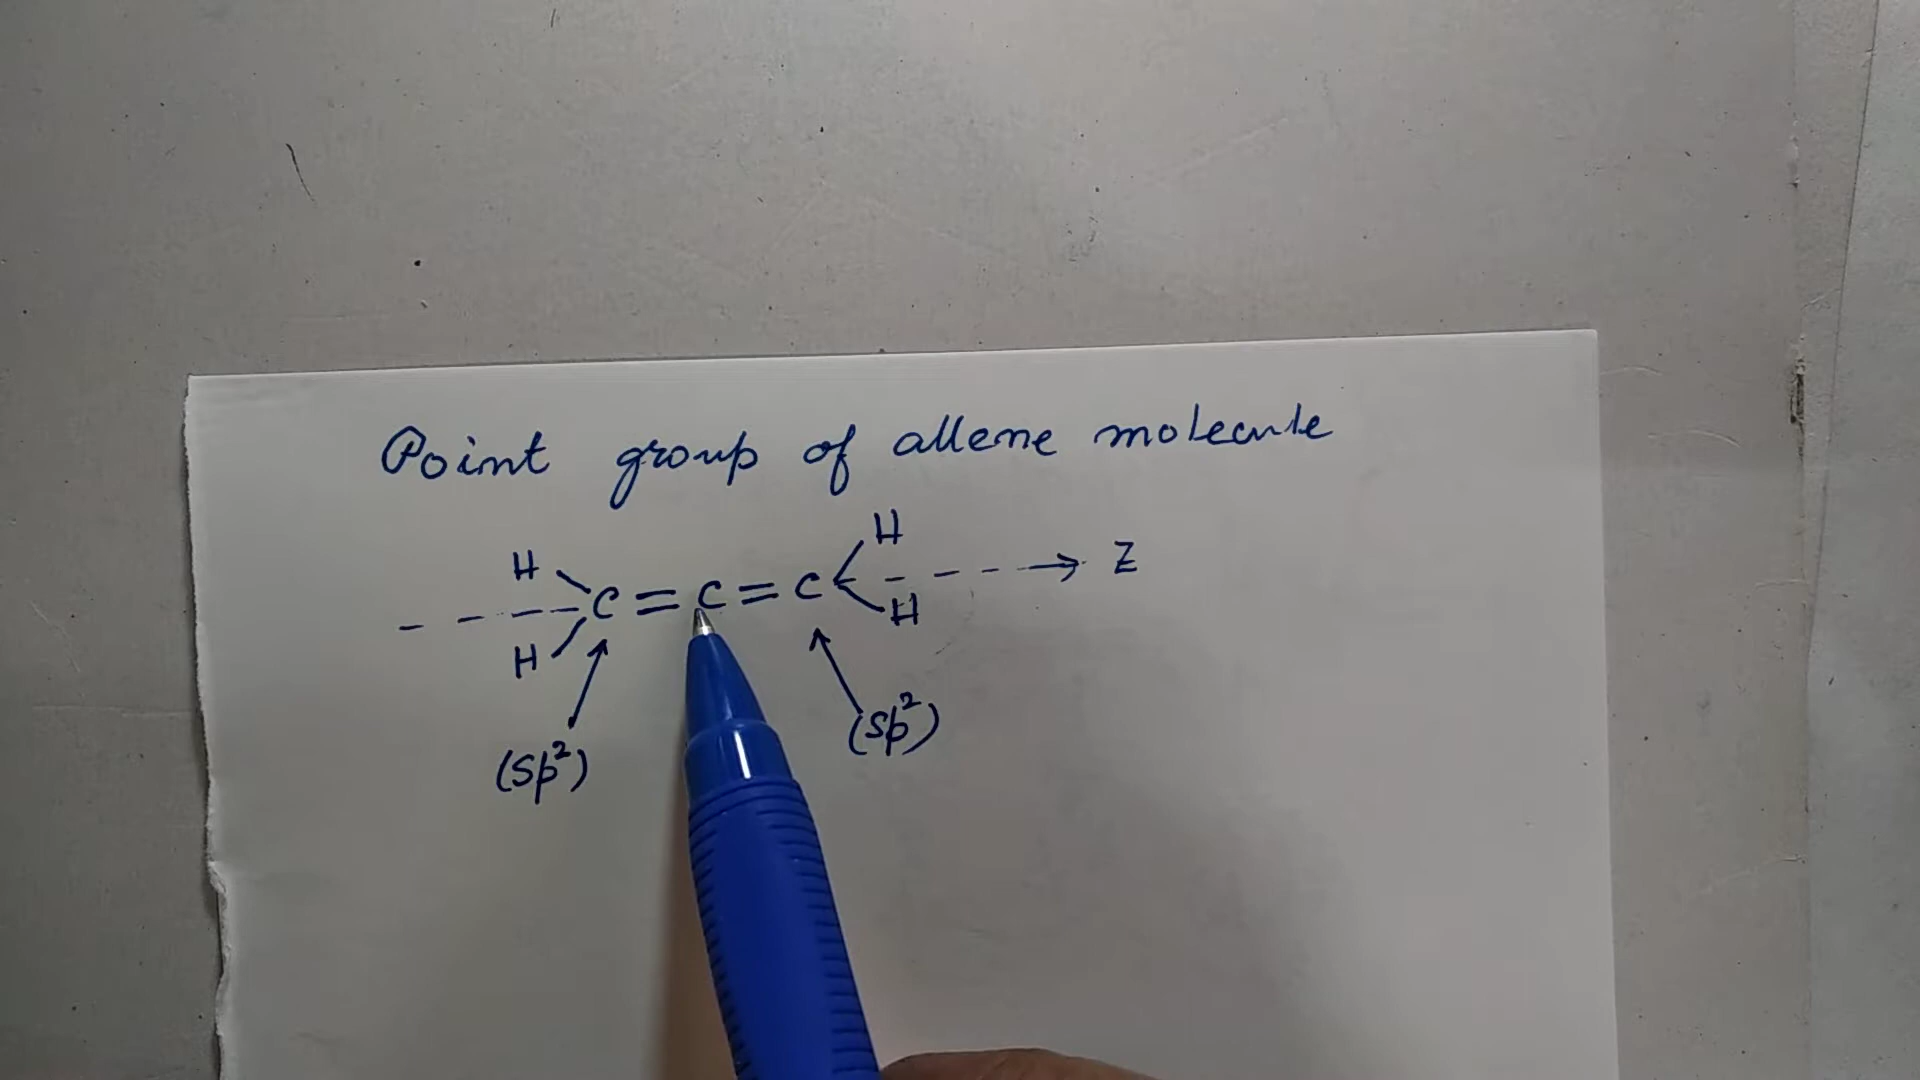 Point group of allene molecule
H H
C = C = C → Z
H H
(sp²) (sp²)